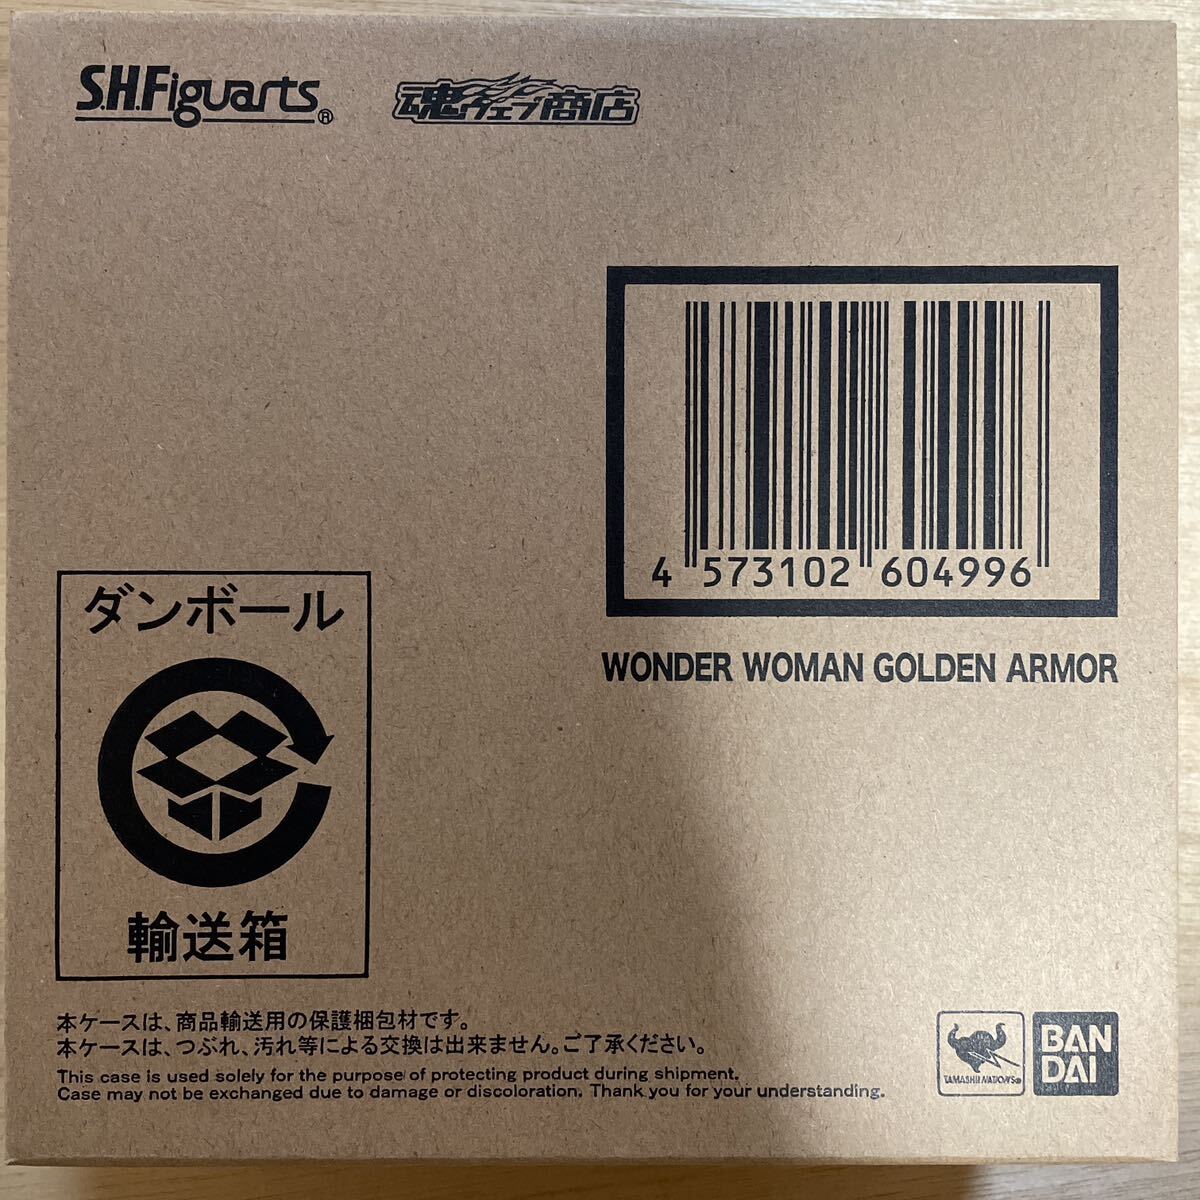 S.H.Figuarts®
魂ウェブ商店
4 573102 604996
WONDER WOMAN GOLDEN ARMOR
ダンボール
輸送箱
本ケースは、商品輸送用の保護梱包材です。
本ケースは、つぶれ、汚れ等による交換は出来ません。ご了承ください。
This case is used solely for the purpose of protecting product during shipment.
Case may not be exchanged due to damage or discoloration. Thank you for your understanding.
TAMASHII NATIONS®
BAN
DAI